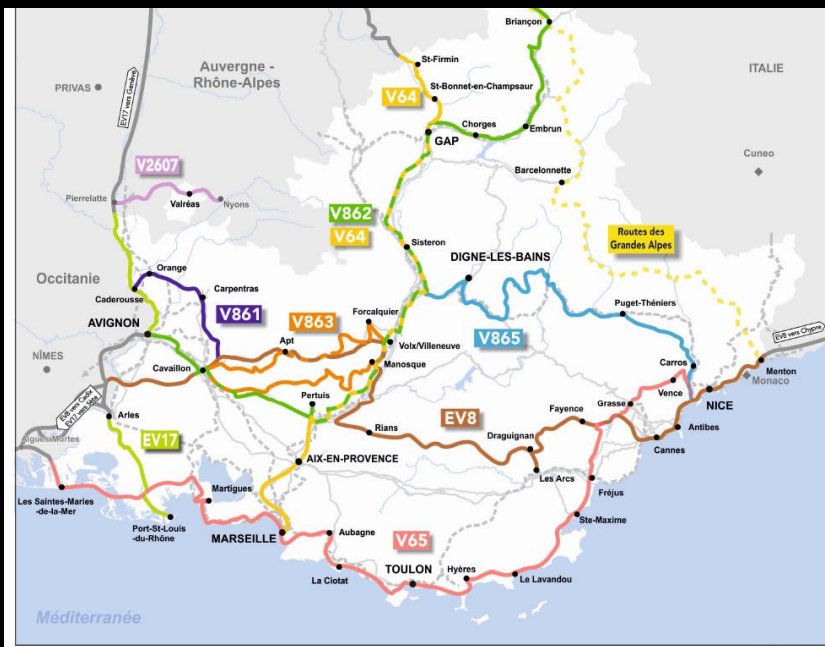 Briançon
Auvergne -
Rhône-Alpes
St-Firmin
ITALIE
PRIVAS
EV17 vers Genève
V64
St-Bonnet-en-Champsaur
Chorges
Embrun
GAP
Cuneo
V2607
Barcelonnette
Pierrelatte
Valréas
Nyons
V862
V64
Routes des
Grandes Alpes
Sisteron
DIGNE-LES-BAINS
Occitanie
Orange
Carpentras
Caderousse
V861
V863
Forcalquier
Puget-Théniers
AVIGNON
V865
Apt
Volx/Villeneuve
EV8 vers Chypre
NÎMES
Cavaillon
Manosque
Carros
Menton
Monaco
Vence
EV8 vers Cadix
EV17 vers Sète
Pertuis
Grasse
NICE
Arles
EV8
Fayence
Rians
Antibes
Aigues-Mortes
EV17
Draguignan
Cannes
AIX-EN-PROVENCE
Les Arcs
Fréjus
Les Saintes-Maries
-de-la-Mer
Martigues
Port-St-Louis
-du-Rhône
Ste-Maxime
MARSEILLE
Aubagne
V65
La Ciotat
TOULON
Hyères
Le Lavandou
Méditerranée